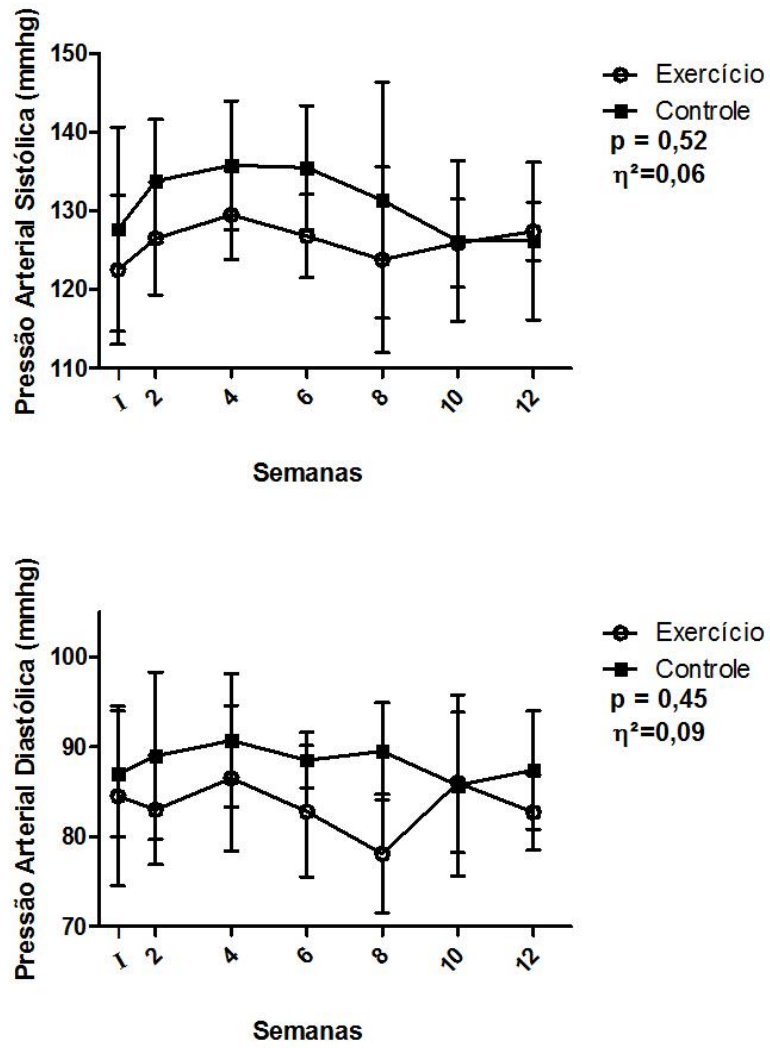 Pressão Arterial Sistólica (mmhg)
150
140
130
120
110
I
2
4
6
8
10
12
Semanas
Exercício
Controle
p = 0,52
η²=0,06
Pressão Arterial Diastólica (mmhg)
100
90
80
70
I
2
4
6
8
10
12
Semanas
Exercício
Controle
p = 0,45
η²=0,09